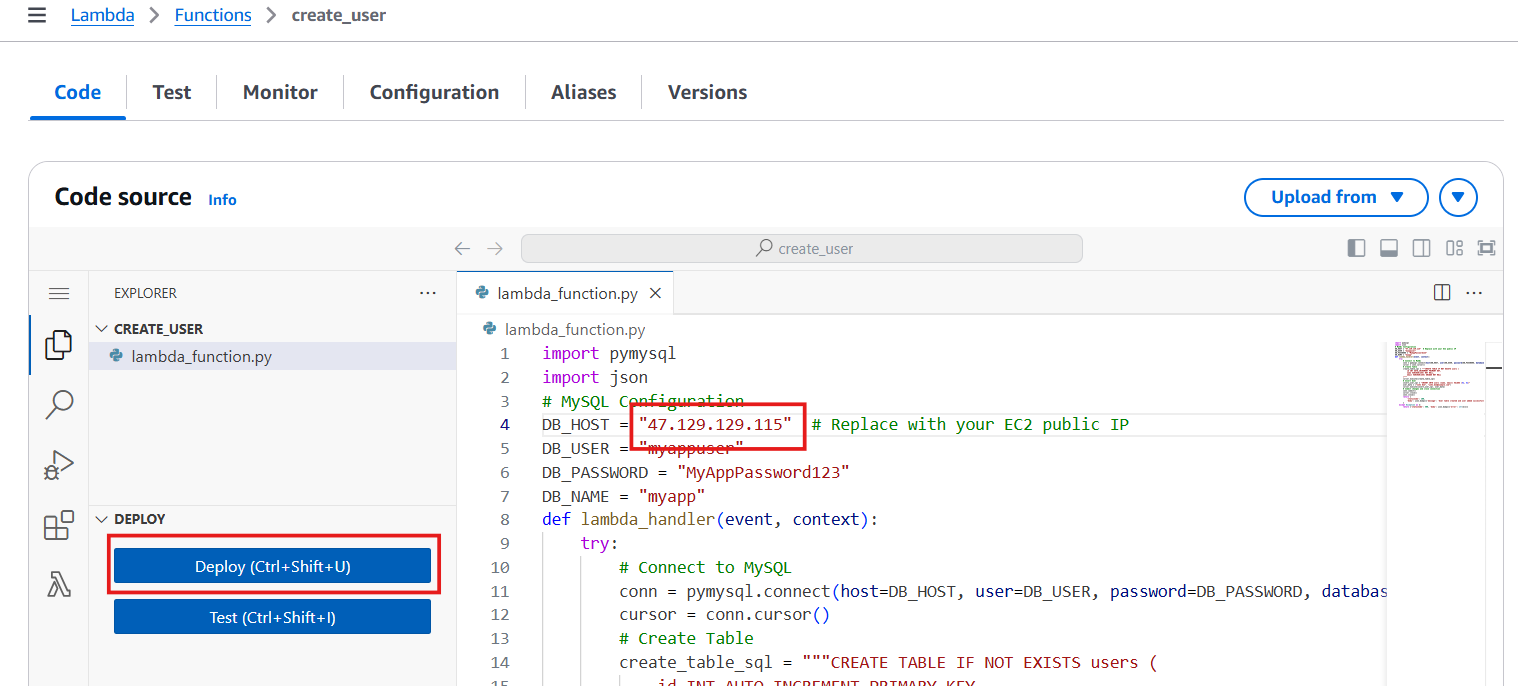 Lambda > Functions > create_user
Code Test Monitor Configuration Aliases Versions
Code source Info Upload from
create_user
EXPLORER ···
CREATE_USER
lambda_function.py
DEPLOY
Deploy (Ctrl+Shift+U)
Test (Ctrl+Shift+I)
lambda_function.py
lambda_function.py
1 import pymysql
2 import json
3 # MySQL Configuration
4 DB_HOST = "47.129.129.115" # Replace with your EC2 public IP
5 DB_USER = "myappuser"
6 DB_PASSWORD = "MyAppPassword123"
7 DB_NAME = "myapp"
8 def lambda_handler(event, context):
9 try:
10 # Connect to MySQL
11 conn = pymysql.connect(host=DB_HOST, user=DB_USER, password=DB_PASSWORD, databas
12 cursor = conn.cursor()
13 # Create Table
14 create_table_sql = """CREATE TABLE IF NOT EXISTS users (
15 id INT AUTO_INCREMENT PRIMARY KEY